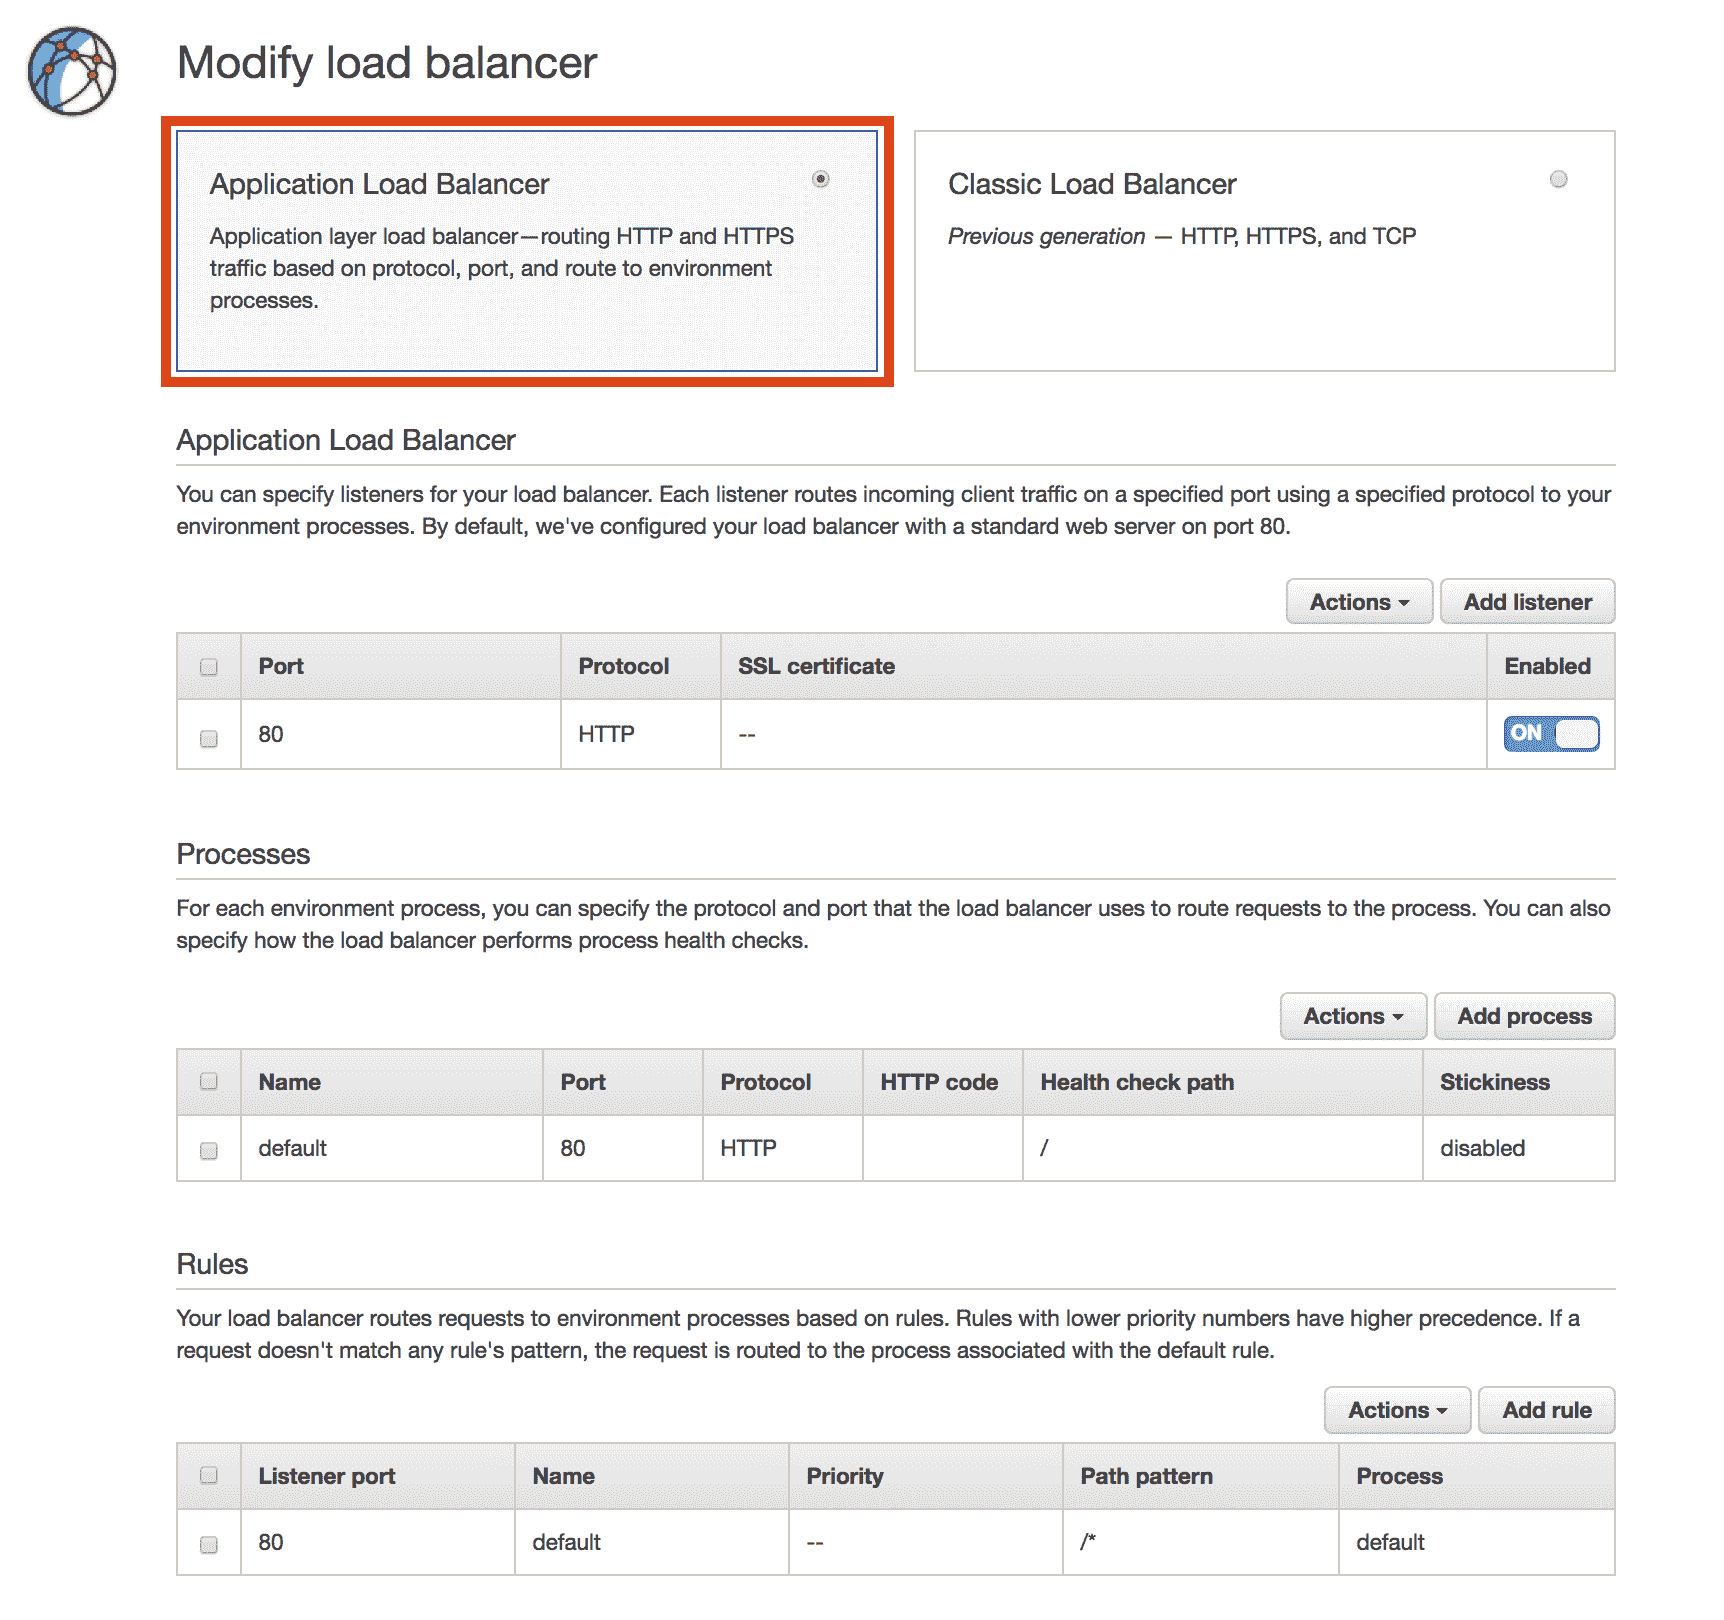 Modify load balancer
Application Load Balancer
Application layer load balancer—routing HTTP and HTTPS
traffic based on protocol, port, and route to environment
processes.
Classic Load Balancer
Previous generation — HTTP, HTTPS, and TCP
Application Load Balancer
You can specify listeners for your load balancer. Each listener routes incoming client traffic on a specified port using a specified protocol to your
environment processes. By default, we've configured your load balancer with a standard web server on port 80.
Actions Add listener
Port Protocol SSL certificate Enabled
80 HTTP -- ON
Processes
For each environment process, you can specify the protocol and port that the load balancer uses to route requests to the process. You can also
specify how the load balancer performs process health checks.
Actions Add process
Name Port Protocol HTTP code Health check path Stickiness
default 80 HTTP / disabled
Rules
Your load balancer routes requests to environment processes based on rules. Rules with lower priority numbers have higher precedence. If a
request doesn't match any rule's pattern, the request is routed to the process associated with the default rule.
Actions Add rule
Listener port Name Priority Path pattern Process
80 default -- /* default